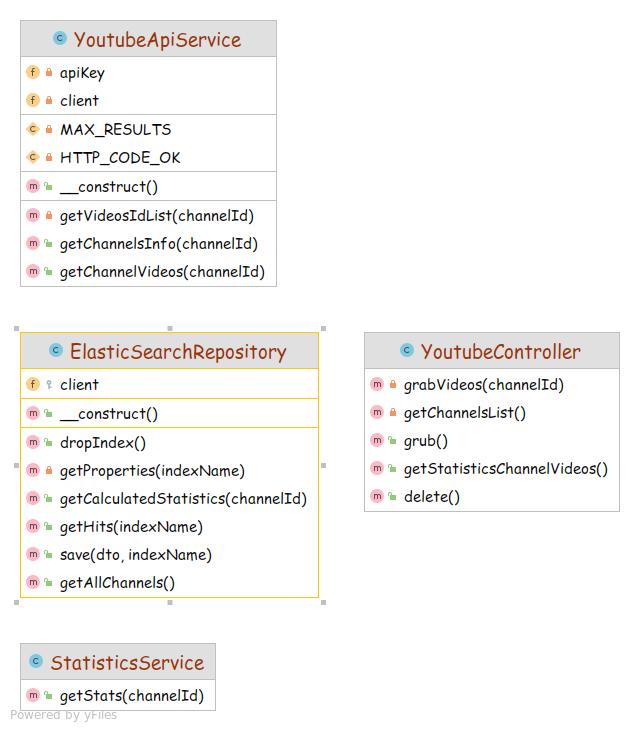 YoutubeApiService
apiKey
client
MAX_RESULTS
HTTP_CODE_OK
__construct()
getVideosIdList(channelId)
getChannelsInfo(channelId)
getChannelVideos(channelId)
ElasticSearchRepository
client
__construct()
dropIndex()
getProperties(indexName)
getCalculatedStatistics(channelId)
getHits(indexName)
save(dto, indexName)
getAllChannels()
YoutubeController
grabVideos(channelId)
getChannelsList()
grub()
getStatisticsChannelVideos()
delete()
StatisticsService
getStats(channelId)
Powered by yFiles